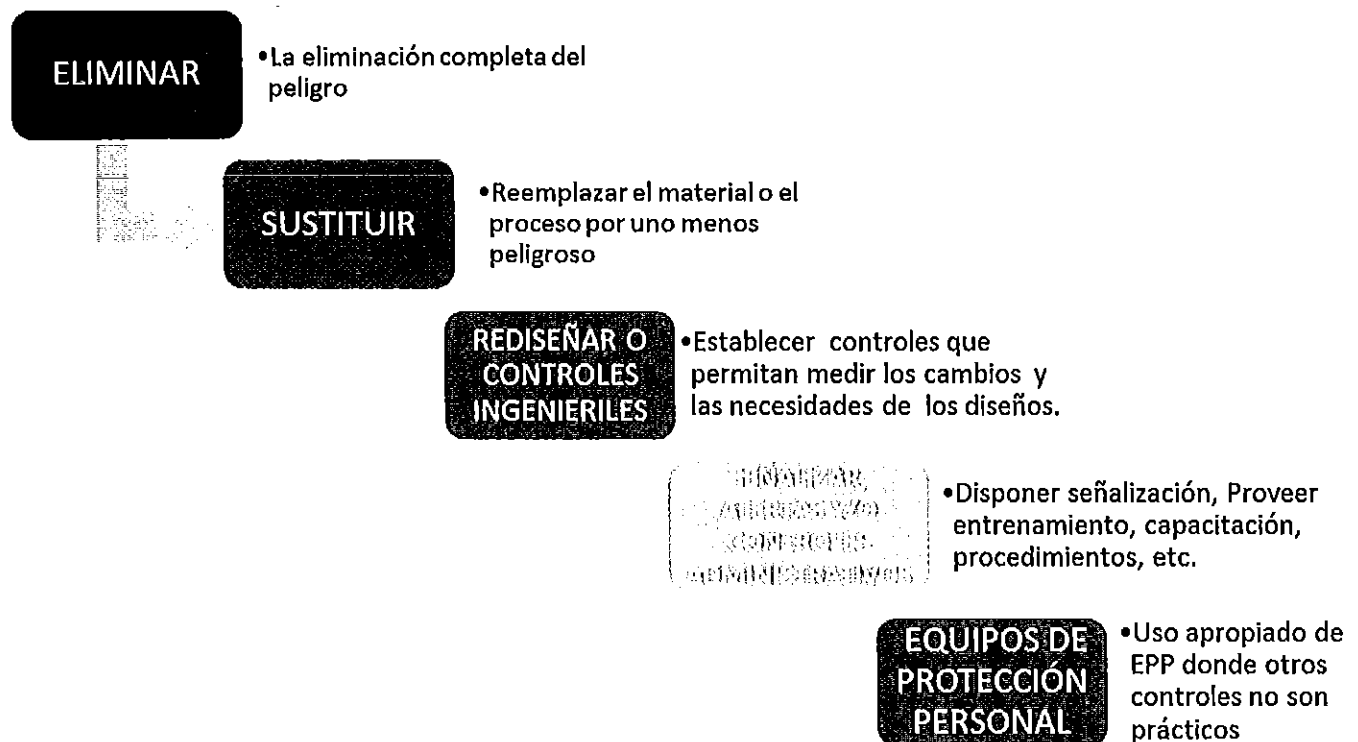 ELIMINAR
•La eliminación completa del
peligro
SUSTITUIR
•Reemplazar el material o el
proceso por uno menos
peligroso
REDISEÑAR O
CONTROLES
INGENIERILES
•Establecer controles que
permitan medir los cambios y
las necesidades de los diseños.
ADMINISTRATIVOS
•Disponer señalización, Proveer
entrenamiento, capacitación,
procedimientos, etc.
EQUIPOS DE
PROTECCIÓN
PERSONAL
•Uso apropiado de
EPP donde otros
controles no son
prácticos